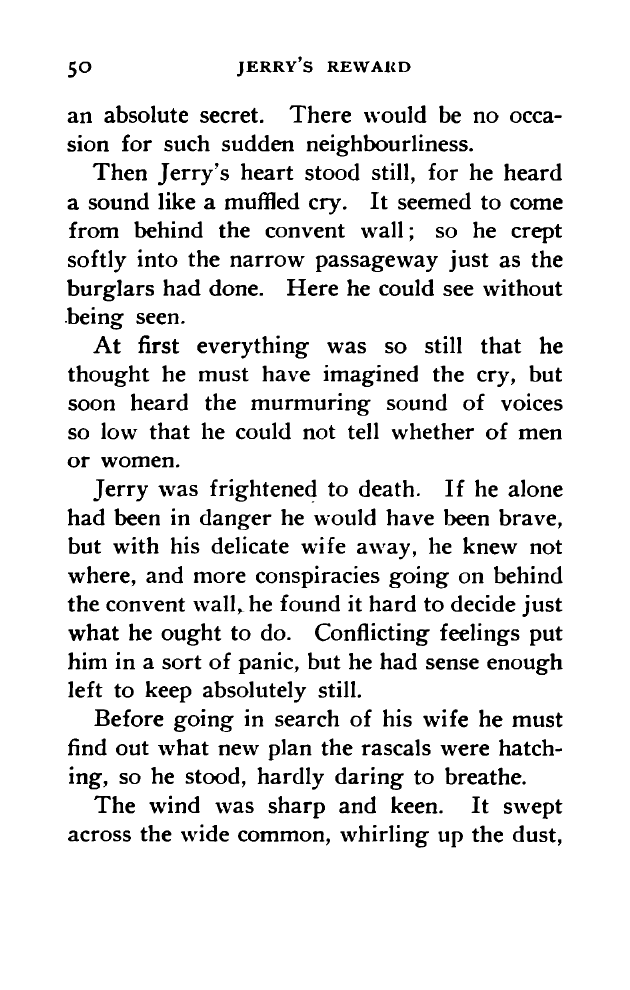 50 JERRY'S REWARD
an absolute secret. There would be no occa-
sion for such sudden neighbourliness.
Then Jerry's heart stood still, for he heard
a sound like a muffled cry. It seemed to come
from behind the convent wall; so he crept
softly into the narrow passageway just as the
burglars had done. Here he could see without
being seen.
At first everything was so still that he
thought he must have imagined the cry, but
soon heard the murmuring sound of voices
so low that he could not tell whether of men
or women.
Jerry was frightened to death. If he alone
had been in danger he would have been brave,
but with his delicate wife away, he knew not
where, and more conspiracies going on behind
the convent wall, he found it hard to decide just
what he ought to do. Conflicting feelings put
him in a sort of panic, but he had sense enough
left to keep absolutely still.
Before going in search of his wife he must
find out what new plan the rascals were hatch-
ing, so he stood, hardly daring to breathe.
The wind was sharp and keen. It swept
across the wide common, whirling up the dust,